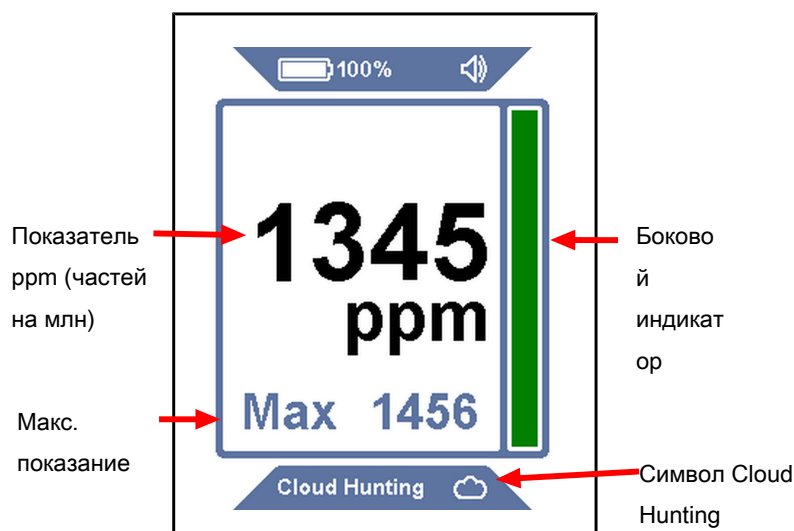 100%
1345
ppm
Max 1456
Cloud Hunting
Показатель
ppm (частей
на млн)
Макс.
показание
Боково
й
индикат
ор
Символ Cloud
Hunting